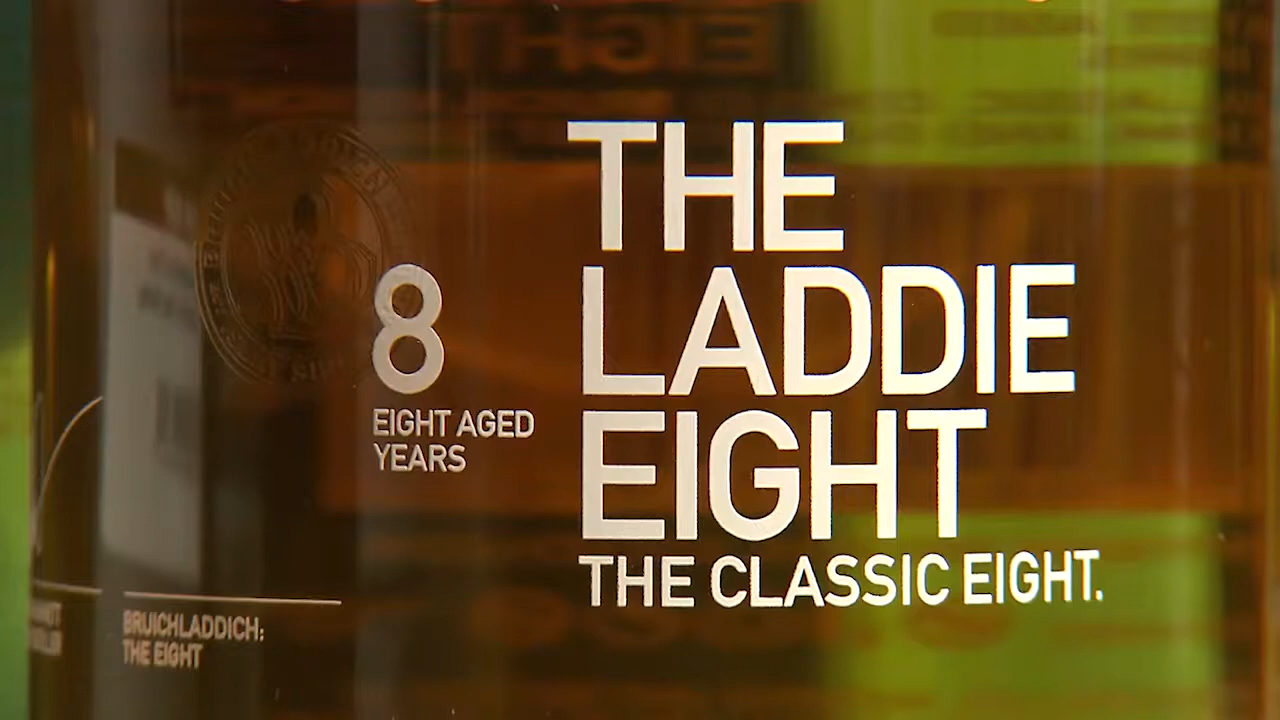 THE
LADDIE
EIGHT
THE CLASSIC EIGHT.
8
EIGHT AGED
YEARS
BRUICHLADDICH:
THE EIGHT